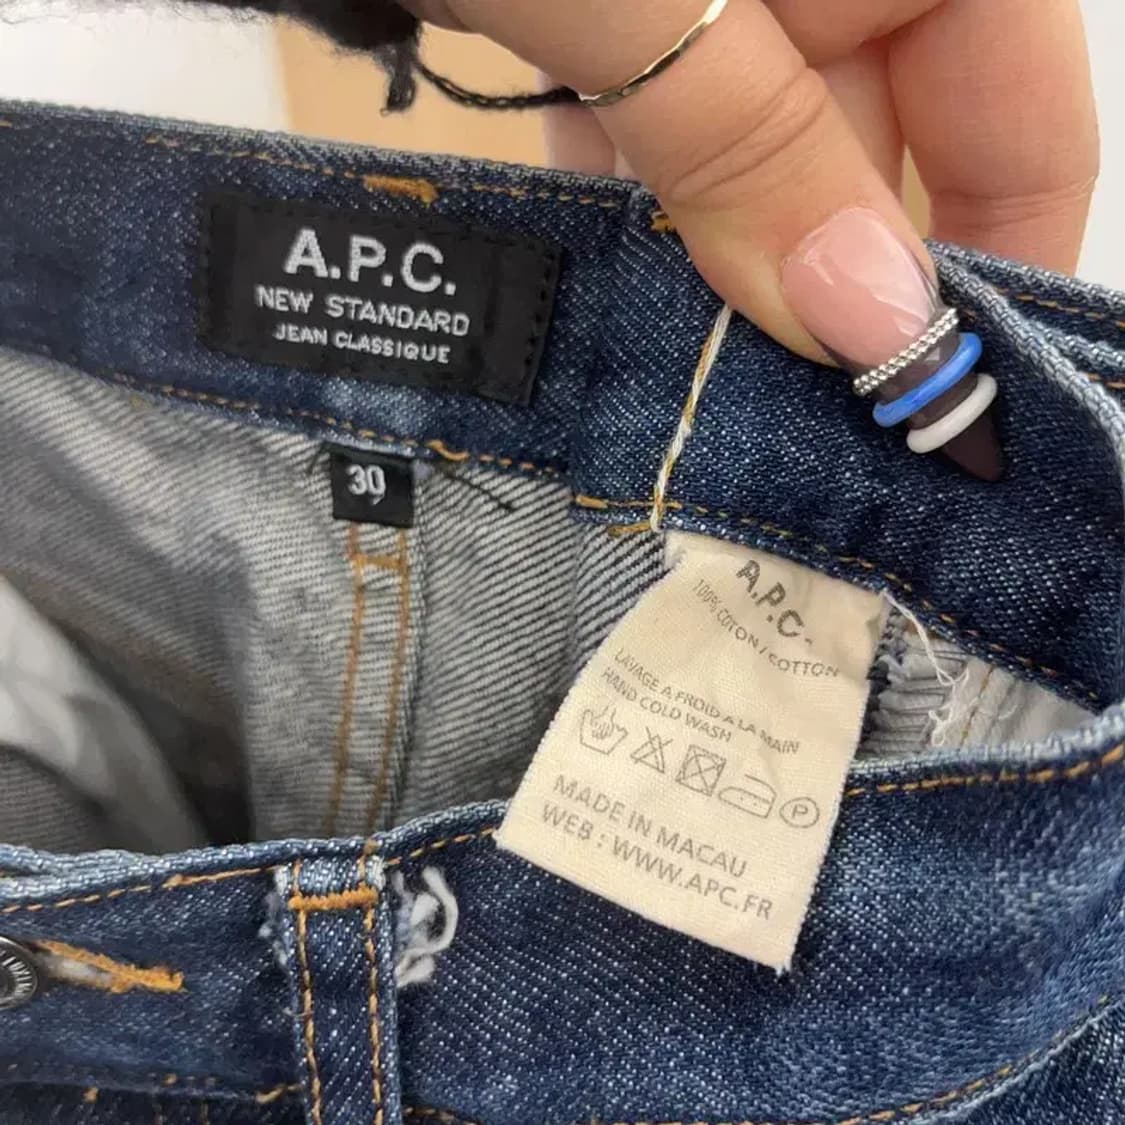 A.P.C.
NEW STANDARD
JEAN CLASSIQUE
30
A.P.C.
100% COTON / COTTON
LAVAGE A FROID A LA MAIN
HAND COLD WASH
P
MADE IN MACAU
WEB : WWW.APC.FR